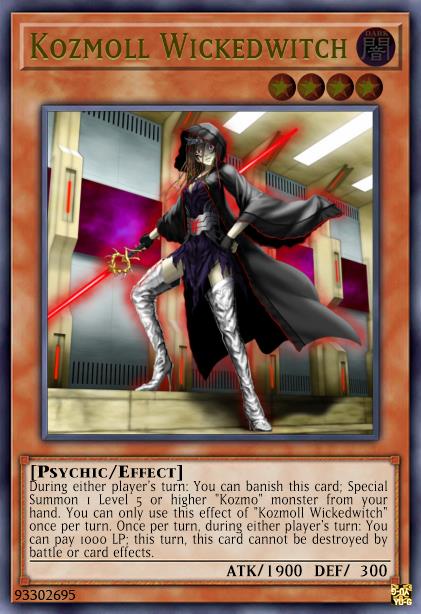 Kozmoll Wickedwitch
DARK
闇
[Psychic/Effect]
During either player's turn: You can banish this card; Special
Summon 1 Level 5 or higher "Kozmo" monster from your
hand. You can only use this effect of "Kozmoll Wickedwitch"
once per turn. Once per turn, during either player's turn: You
can pay 1000 LP; this turn, this card cannot be destroyed by
battle or card effects.
ATK/1900 DEF/ 300
93302695